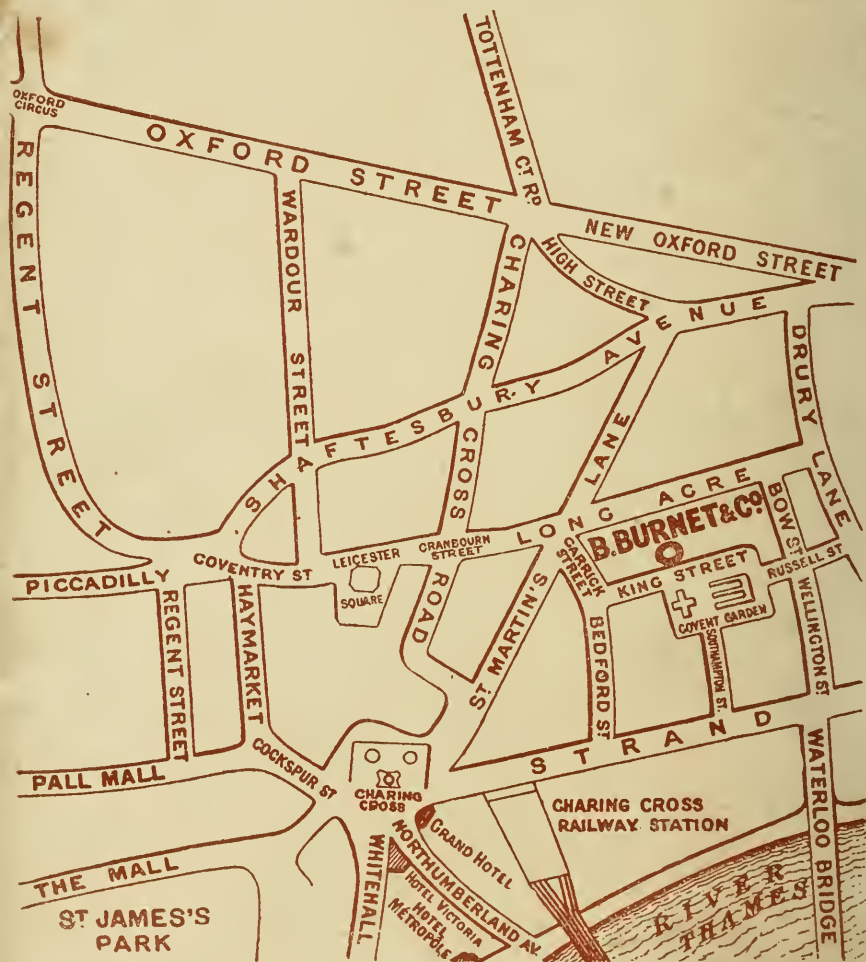 TOTTENHAM CT. RD
OXFORD
CIRCUS
OXFORD STREET
NEW OXFORD STREET
REGENT STREET
WARDOUR STREET
CHARING CROSS ROAD
HIGH STREET
SHAFTESBURY AVENUE
DRURY LANE
ST MARTIN'S LANE
LONG ACRE
B. BURNET & Co
BOW ST
CRANBOURN
STREET
LEICESTER
SQUARE
COVENTRY ST
GARRICK
STREET
KING STREET
RUSSELL ST
PICCADILLY
REGENT STREET
HAYMARKET
BEDFORD ST
COVENT GARDEN
SOUTHAMPTON ST.
WELLINGTON ST.
STRAND
COCKSPUR ST
PALL MALL
CHARING
CROSS
CHARING CROSS
RAILWAY STATION
WATERLOO BRIDGE
GRAND HOTEL
NORTHUMBERLAND AV.
WHITEHALL
HOTEL VICTORIA
HOTEL
METROPOLE
THE MALL
ST JAMES'S
PARK
RIVER
THAMES